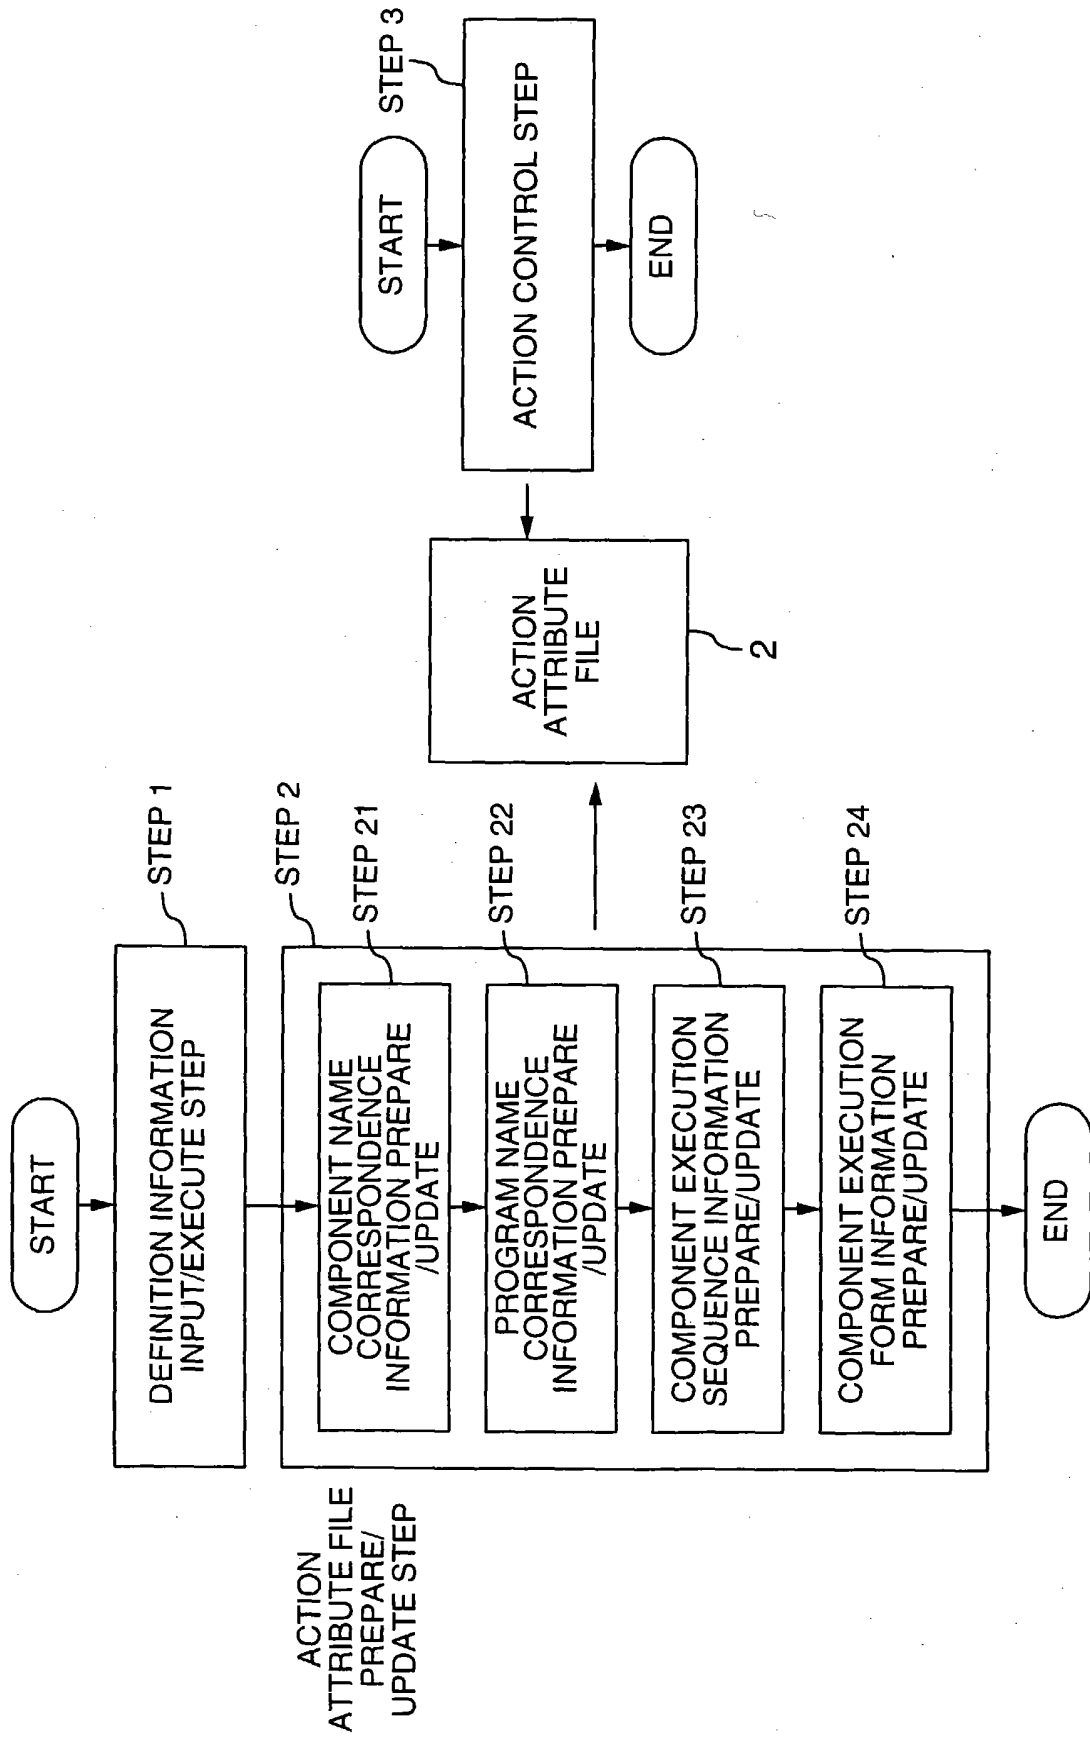 START
DEFINITION INFORMATION
INPUT/EXECUTE STEP
STEP 1
ACTION
ATTRIBUTE FILE
PREPARE/
UPDATE STEP
STEP 2
COMPONENT NAME
CORRESPONDENCE
INFORMATION PREPARE
/UPDATE
STEP 21
PROGRAM NAME
CORRESPONDENCE
INFORMATION PREPARE
/UPDATE
STEP 22
COMPONENT EXECUTION
SEQUENCE INFORMATION
PREPARE/UPDATE
STEP 23
COMPONENT EXECUTION
FORM INFORMATION
PREPARE/UPDATE
STEP 24
END
ACTION
ATTRIBUTE
FILE
2
START
STEP 3
ACTION CONTROL STEP
END